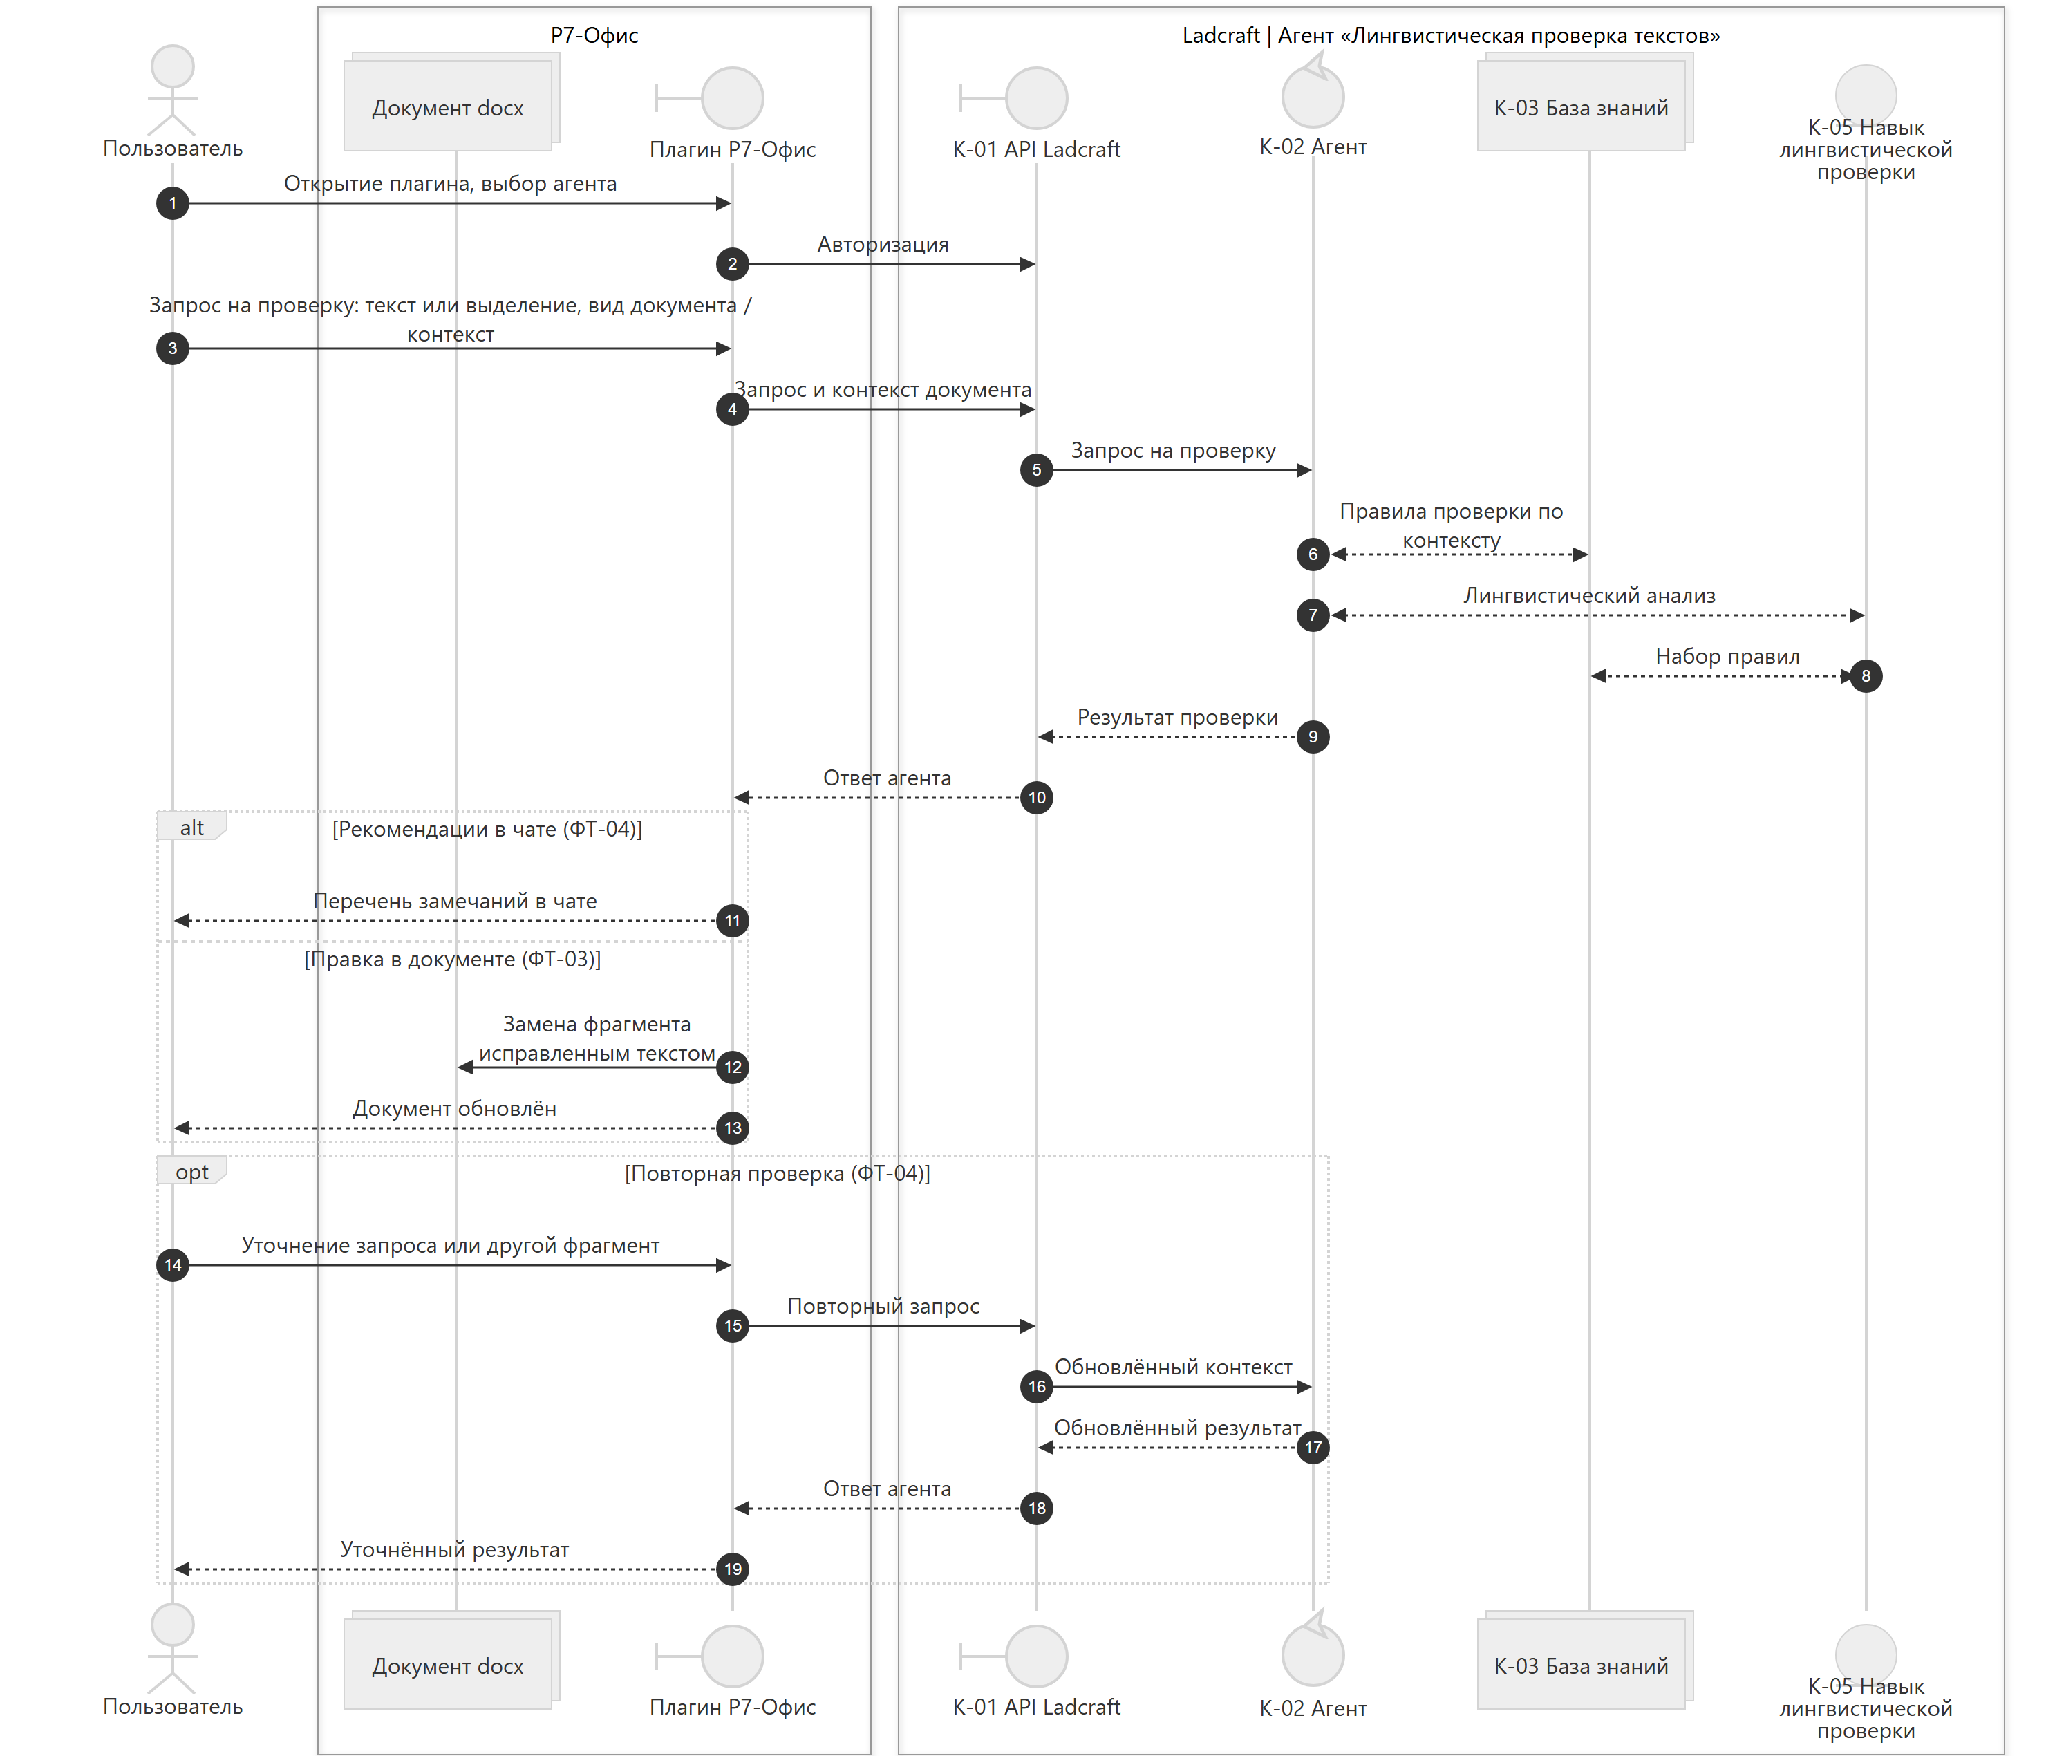 Р7-Офис
Ladcraft | Агент «Лингвистическая проверка текстов»
Пользователь
Документ docx
Плагин Р7-Офис
К-01 API Ladcraft
К-02 Агент
К-03 База знаний
К-05 Навык
лингвистической
проверки
Открытие плагина, выбор агента
1
Авторизация
2
Запрос на проверку: текст или выделение, вид документа /
контекст
3
Запрос и контекст документа
4
Запрос на проверку
5
Правила проверки по
контексту
6
Лингвистический анализ
7
Набор правил
8
Результат проверки
9
Ответ агента
10
alt
[Рекомендации в чате (ФТ-04)]
Перечень замечаний в чате
11
[Правка в документе (ФТ-03)]
Замена фрагмента
исправленным текстом
12
Документ обновлён
13
opt
[Повторная проверка (ФТ-04)]
Уточнение запроса или другой фрагмент
14
Повторный запрос
15
Обновлённый контекст
16
Обновлённый результат
17
Ответ агента
18
Уточнённый результат
19
Пользователь
Документ docx
Плагин Р7-Офис
К-01 API Ladcraft
К-02 Агент
К-03 База знаний
К-05 Навык
лингвистической
проверки